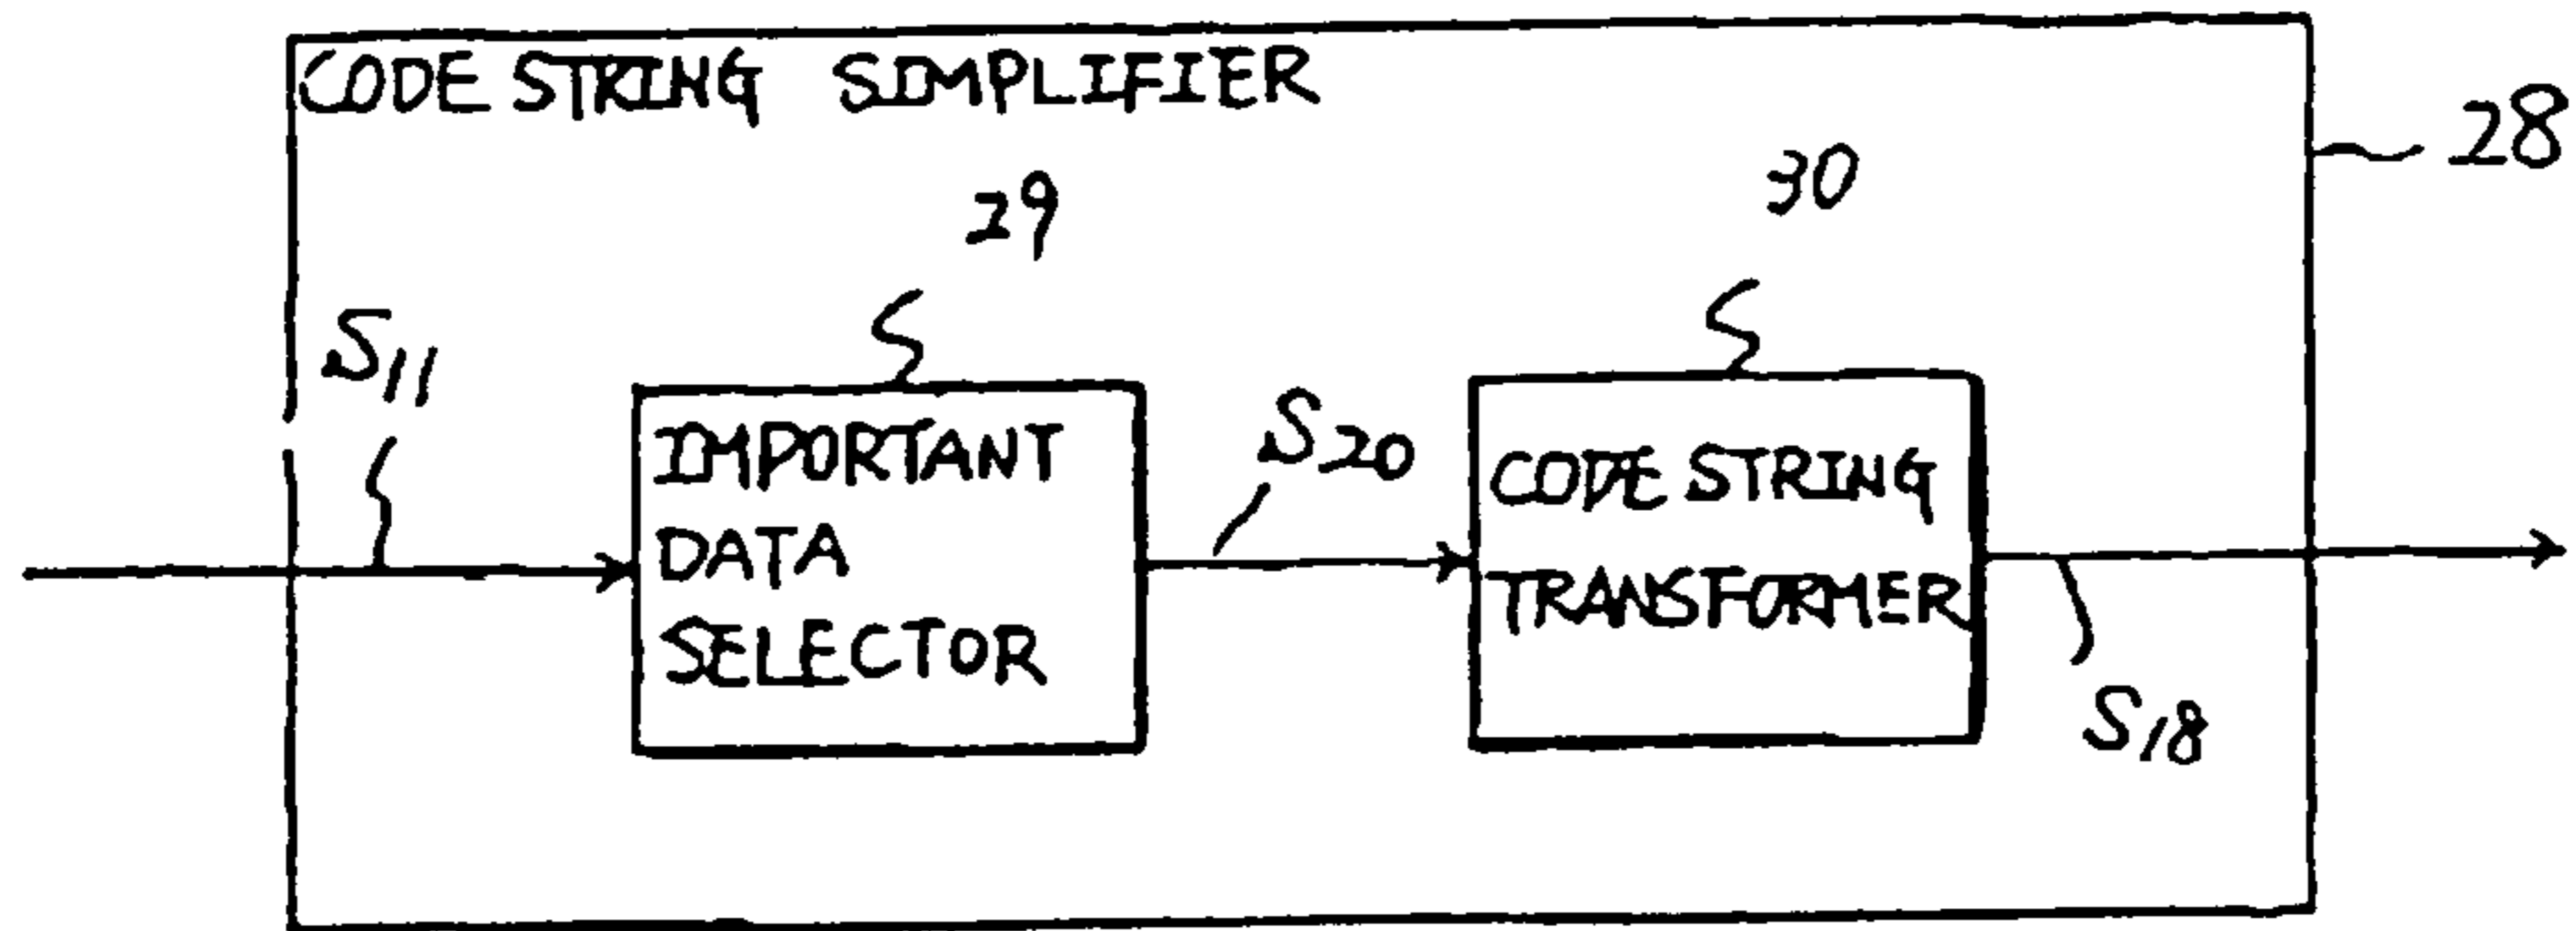 CODE STRING SIMPLIFIER
28
29
30
S11
IMPORTANT
DATA
SELECTOR
S20
CODE STRING
TRANSFORMER
S18